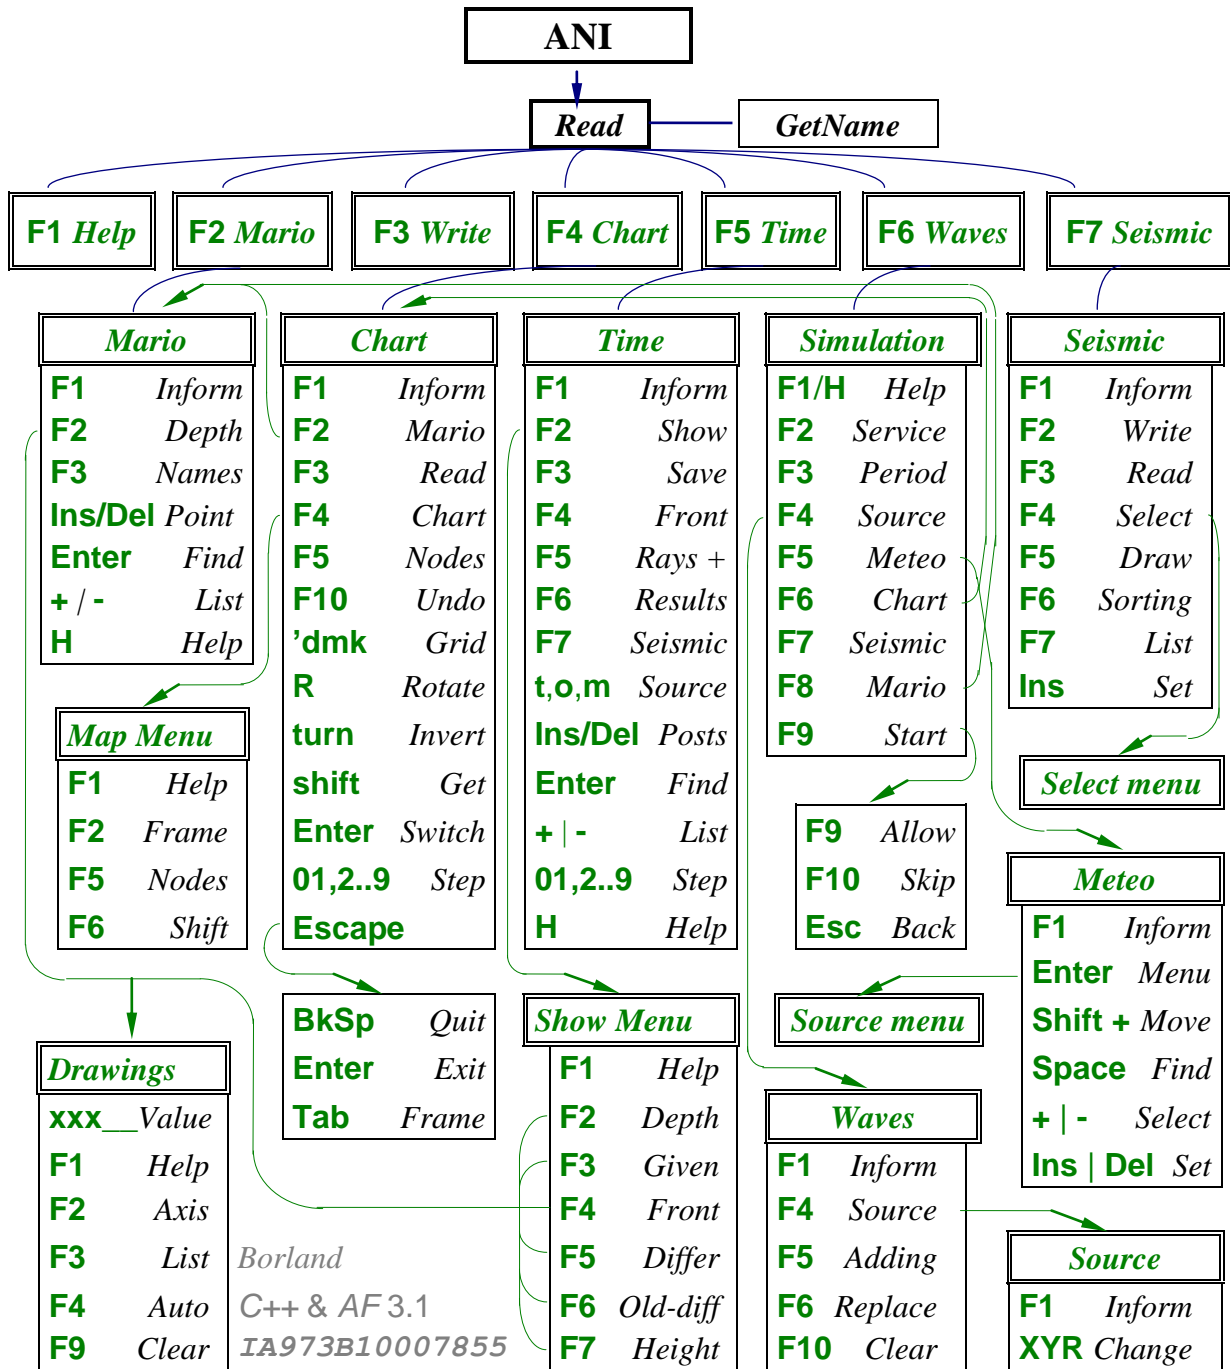 ANI
Read
GetName
F1 Help
F2 Mario
F3 Write
F4 Chart
F5 Time
F6 Waves
F7 Seismic
Mario
F1 Inform
F2 Depth
F3 Names
Ins/Del Point
Enter Find
+ / - List
H Help
Chart
F1 Inform
F2 Mario
F3 Read
F4 Chart
F5 Nodes
F10 Undo
’dmk Grid
R Rotate
turn Invert
shift Get
Enter Switch
01,2..9 Step
Escape
Time
F1 Inform
F2 Show
F3 Save
F4 Front
F5 Rays +
F6 Results
F7 Seismic
t,o,m Source
Ins/Del Posts
Enter Find
+ | - List
01,2..9 Step
H Help
Simulation
F1/H Help
F2 Service
F3 Period
F4 Source
F5 Meteo
F6 Chart
F7 Seismic
F8 Mario
F9 Start
Seismic
F1 Inform
F2 Write
F3 Read
F4 Select
F5 Draw
F6 Sorting
F7 List
Ins Set
Map Menu
F1 Help
F2 Frame
F5 Nodes
F6 Shift
Select menu
F9 Allow
F10 Skip
Esc Back
Meteo
F1 Inform
Enter Menu
Shift + Move
Space Find
+ | - Select
Ins | Del Set
BkSp Quit
Enter Exit
Tab Frame
Show Menu
F1 Help
F2 Depth
F3 Given
F4 Front
F5 Differ
F6 Old-diff
F7 Height
Source menu
Drawings
xxx__Value
F1 Help
F2 Axis
F3 List
F4 Auto
F9 Clear
Borland
C++ & AF 3.1
IA973B10007855
Waves
F1 Inform
F4 Source
F5 Adding
F6 Replace
F10 Clear
Source
F1 Inform
XYR Change